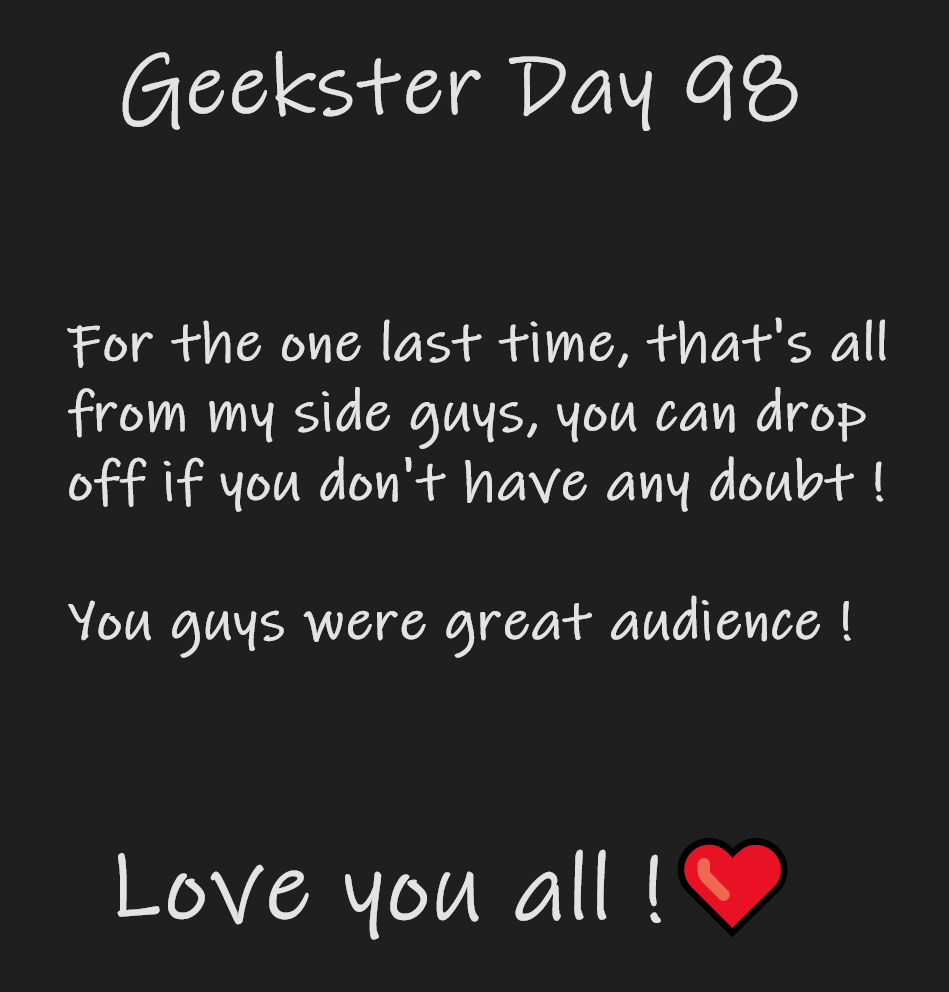 Geekster Day 98
For the one last time, that's all
from my side guys, you can drop
off if you don't have any doubt !
You guys were great audience !
Love you all ! ❤️